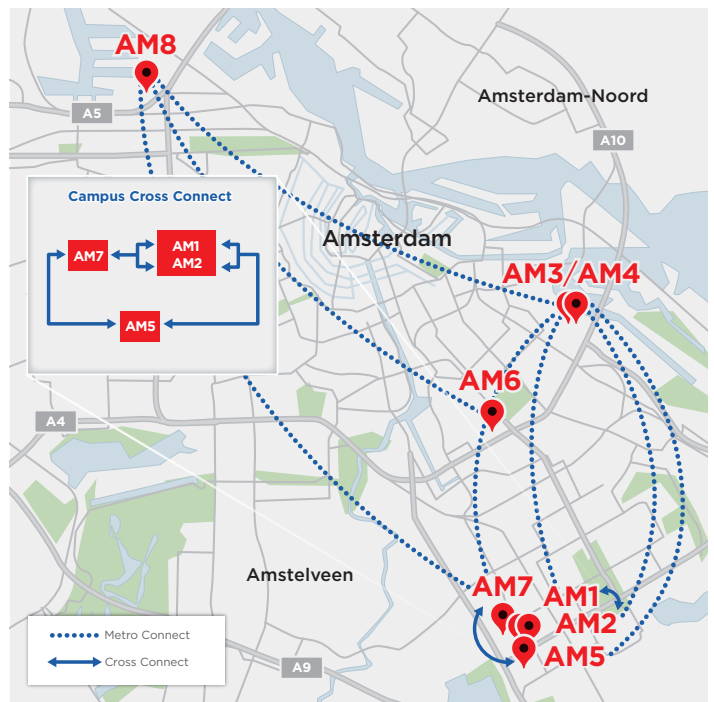 AM8
Amsterdam-Noord
A5
A10
Campus Cross Connect
AM7
AM1
AM2
AM5
Amsterdam
AM3/AM4
AM6
A4
Amstelveen
AM7
AM1
AM2
AM5
Metro Connect
Cross Connect
A9